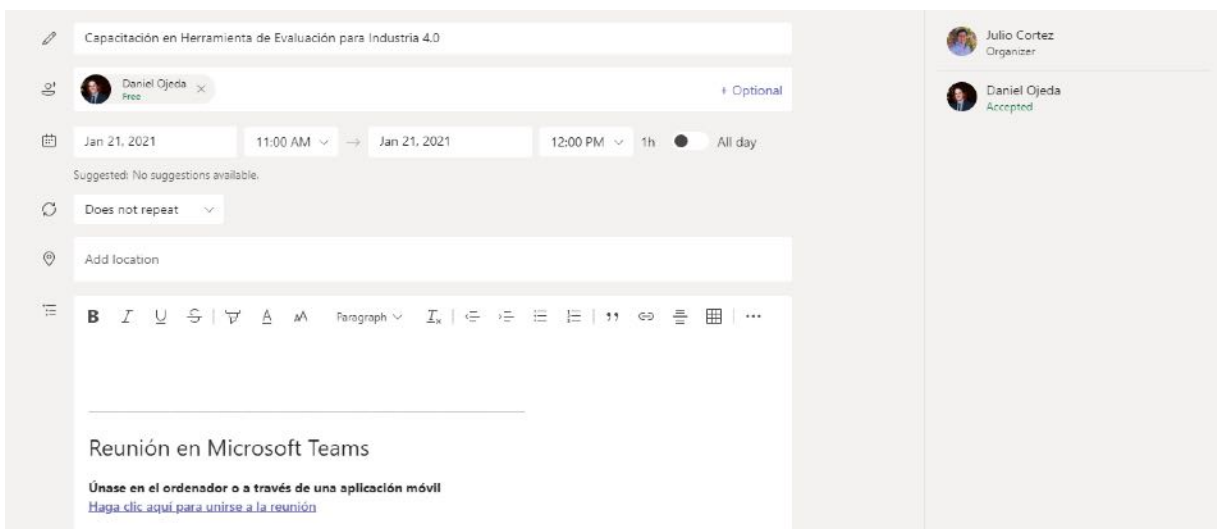 Capacitación en Herramienta de Evaluación para Industria 4.0
Daniel Ojeda
Free
+ Optional
Jan 21, 2021 11:00 AM → Jan 21, 2021 12:00 PM 1h All day
Suggested: No suggestions available.
Does not repeat
Add location
B I U S A AA Paragraph Ix
Reunión en Microsoft Teams
Únase en el ordenador o a través de una aplicación móvil
Haga clic aquí para unirse a la reunión
Julio Cortez
Organizer
Daniel Ojeda
Accepted